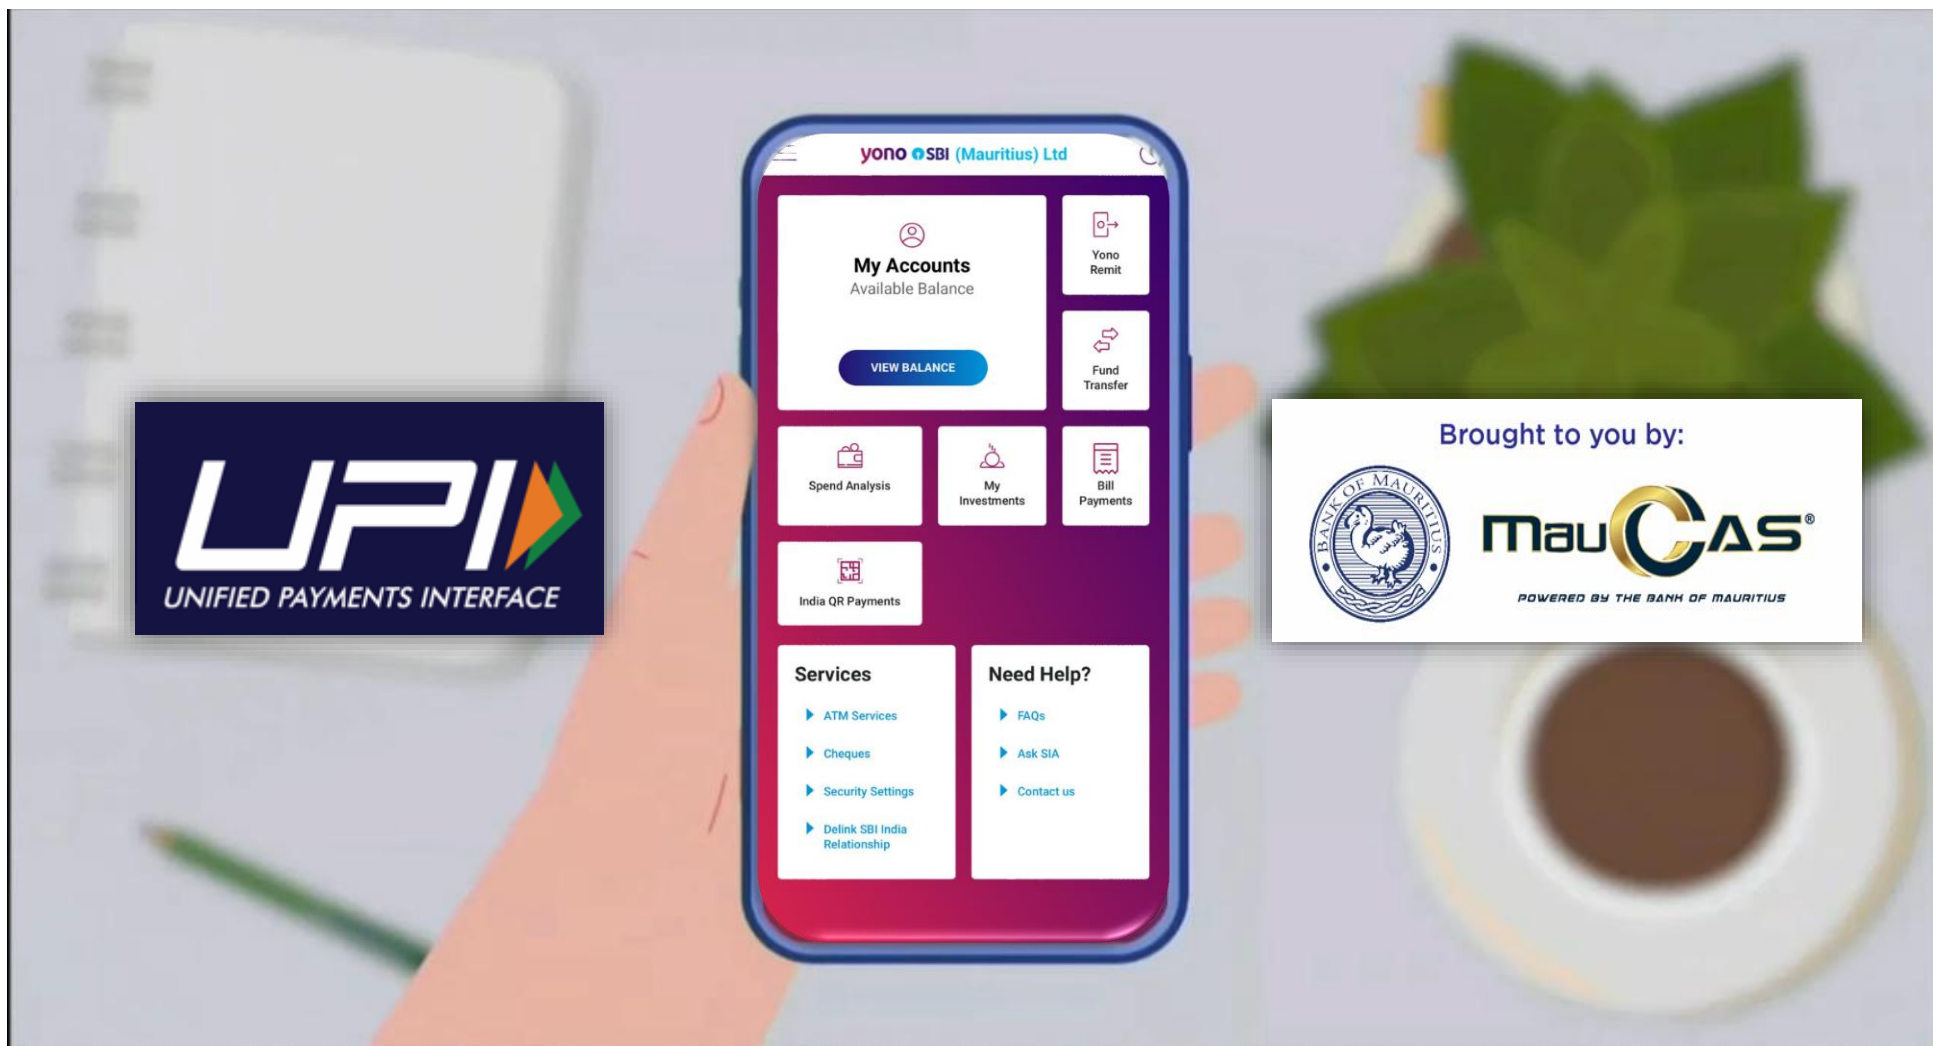 yono SBI (Mauritius) Ltd
My Accounts
Available Balance
VIEW BALANCE
Yono
Remit
Fund
Transfer
Spend Analysis
My
Investments
Bill
Payments
India QR Payments
Services
ATM Services
Cheques
Security Settings
Delink SBI India
Relationship
Need Help?
FAQs
Ask SIA
Contact us
UPI
UNIFIED PAYMENTS INTERFACE
Brought to you by:
BANK OF MAURITIUS
MauCAS®
POWERED BY THE BANK OF MAURITIUS